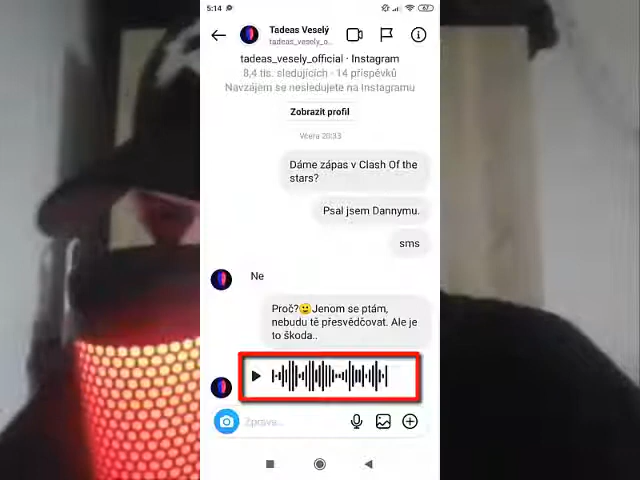 5:14
67
Tadeas Veselý
tadeas_vesely_o...
tadeas_vesely_official · Instagram
8,4 tis. sledujících · 14 příspěvků
Navzájem se nesledujete na Instagramu
Zobrazit profil
Včera 20:33
Dáme zápas v Clash Of the
stars?
Psal jsem Dannymu.
sms
Ne
Proč?🙂Jenom se ptám,
nebudu tě přesvědčovat. Ale je
to škoda..
Zpráva...